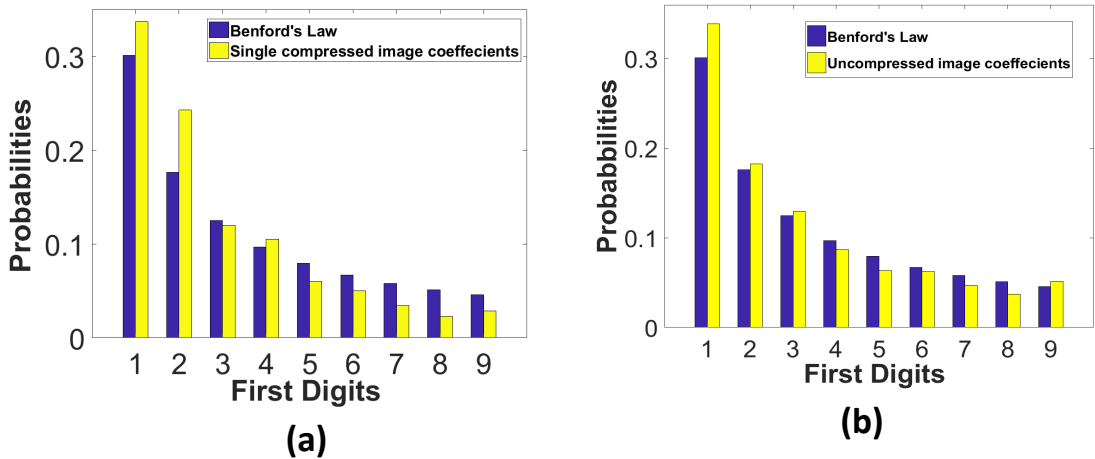 Benford's Law
Single compressed image coeffecients
Probabilities
0.3
0.2
0.1
0
1 2 3 4 5 6 7 8 9
First Digits
(a)
Benford's Law
Uncompressed image coeffecients
Probabbilities
0.3
0.2
0.1
0
1 2 3 4 5 6 7 8 9
First Digits
(b)